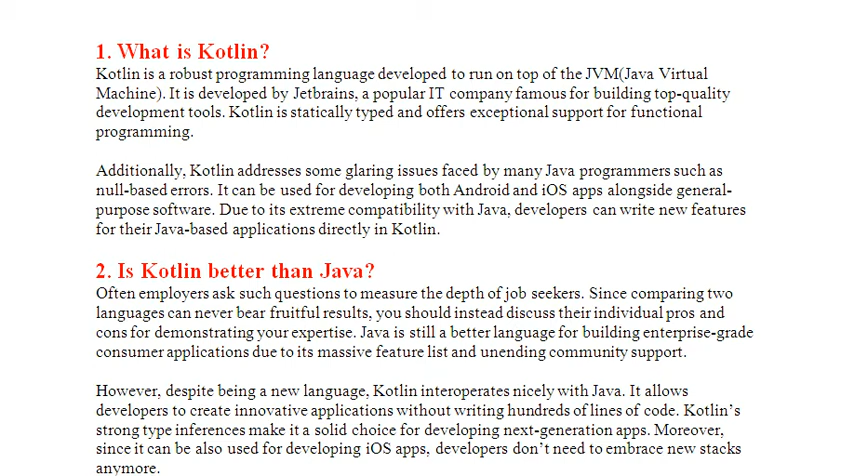 1. What is Kotlin?
Kotlin is a robust programming language developed to run on top of the JVM(Java Virtual
Machine). It is developed by Jetbrains, a popular IT company famous for building top-quality
development tools. Kotlin is statically typed and offers exceptional support for functional
programming.
Additionally, Kotlin addresses some glaring issues faced by many Java programmers such as
null-based errors. It can be used for developing both Android and iOS apps alongside general-
purpose software. Due to its extreme compatibility with Java, developers can write new features
for their Java-based applications directly in Kotlin.
2. Is Kotlin better than Java?
Often employers ask such questions to measure the depth of job seekers. Since comparing two
languages can never bear fruitful results, you should instead discuss their individual pros and
cons for demonstrating your expertise. Java is still a better language for building enterprise-grade
consumer applications due to its massive feature list and unending community support.
However, despite being a new language, Kotlin interoperates nicely with Java. It allows
developers to create innovative applications without writing hundreds of lines of code. Kotlin’s
strong type inferences make it a solid choice for developing next-generation apps. Moreover,
since it can be also used for developing iOS apps, developers don’t need to embrace new stacks
anymore.